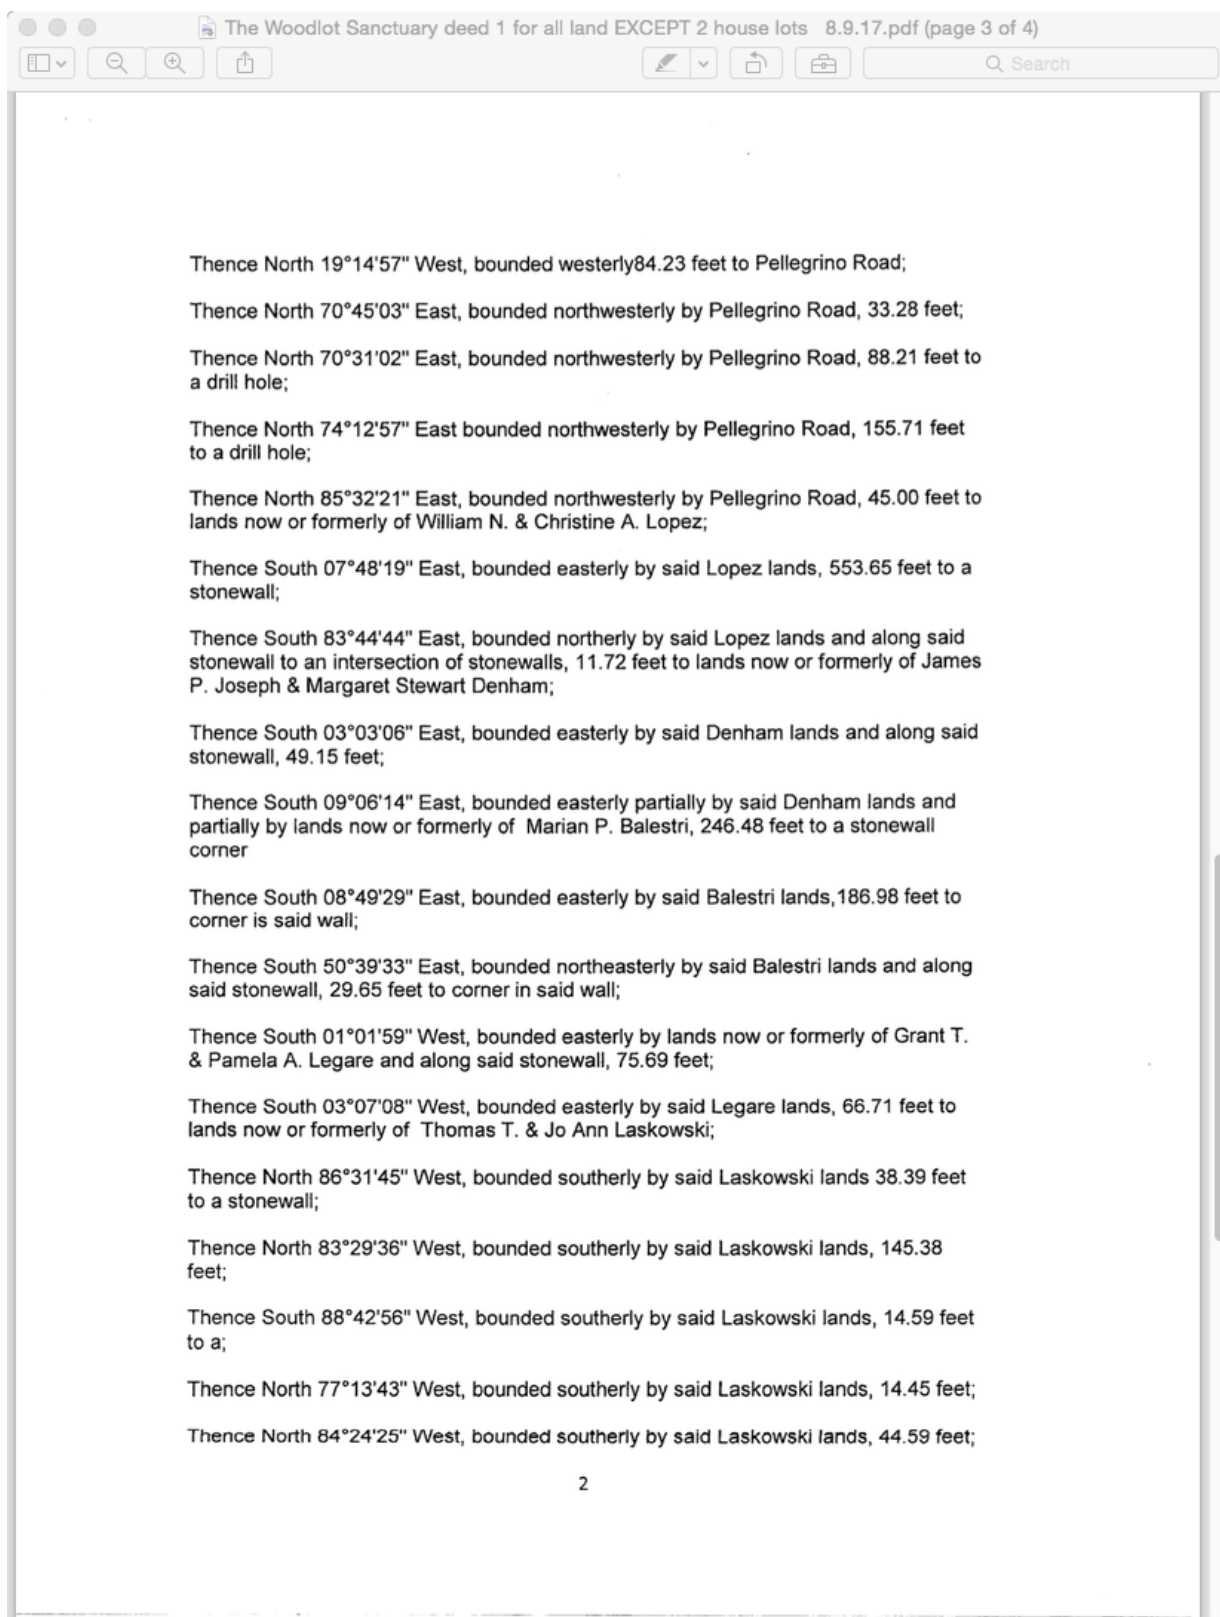 The Woodlot Sanctuary deed 1 for all land EXCEPT 2 house lots   8.9.17.pdf (page 3 of 4)
Search
Thence North 19°14'57" West, bounded westerly84.23 feet to Pellegrino Road;
Thence North 70°45'03" East, bounded northwesterly by Pellegrino Road, 33.28 feet;
Thence North 70°31'02" East, bounded northwesterly by Pellegrino Road, 88.21 feet to
a drill hole;
Thence North 74°12'57" East bounded northwesterly by Pellegrino Road, 155.71 feet
to a drill hole;
Thence North 85°32'21" East, bounded northwesterly by Pellegrino Road, 45.00 feet to
lands now or formerly of William N. & Christine A. Lopez;
Thence South 07°48'19" East, bounded easterly by said Lopez lands, 553.65 feet to a
stonewall;
Thence South 83°44'44" East, bounded northerly by said Lopez lands and along said
stonewall to an intersection of stonewalls, 11.72 feet to lands now or formerly of James
P. Joseph & Margaret Stewart Denham;
Thence South 03°03'06" East, bounded easterly by said Denham lands and along said
stonewall, 49.15 feet;
Thence South 09°06'14" East, bounded easterly partially by said Denham lands and
partially by lands now or formerly of  Marian P. Balestri, 246.48 feet to a stonewall
corner
Thence South 08°49'29" East, bounded easterly by said Balestri lands,186.98 feet to
corner is said wall;
Thence South 50°39'33" East, bounded northeasterly by said Balestri lands and along
said stonewall, 29.65 feet to corner in said wall;
Thence South 01°01'59" West, bounded easterly by lands now or formerly of Grant T.
& Pamela A. Legare and along said stonewall, 75.69 feet;
Thence South 03°07'08" West, bounded easterly by said Legare lands, 66.71 feet to
lands now or formerly of  Thomas T. & Jo Ann Laskowski;
Thence North 86°31'45" West, bounded southerly by said Laskowski lands 38.39 feet
to a stonewall;
Thence North 83°29'36" West, bounded southerly by said Laskowski lands, 145.38
feet;
Thence South 88°42'56" West, bounded southerly by said Laskowski lands, 14.59 feet
to a;
Thence North 77°13'43" West, bounded southerly by said Laskowski lands, 14.45 feet;
Thence North 84°24'25" West, bounded southerly by said Laskowski lands, 44.59 feet;
2